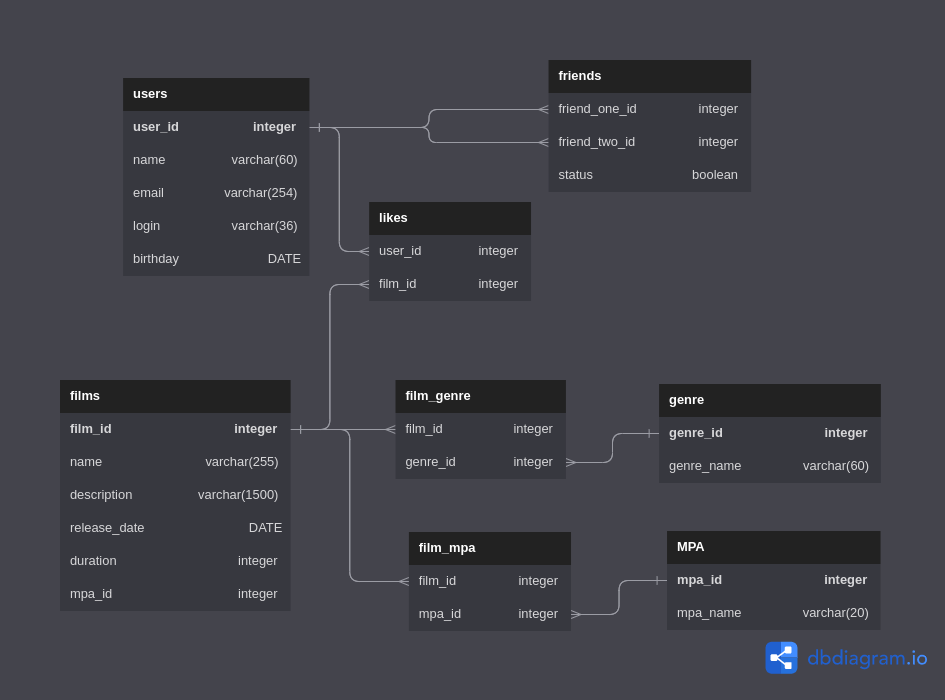 users
user_id integer
name varchar(60)
email varchar(254)
login varchar(36)
birthday DATE
friends
friend_one_id integer
friend_two_id integer
status boolean
likes
user_id integer
film_id integer
films
film_id integer
name varchar(255)
description varchar(1500)
release_date DATE
duration integer
mpa_id integer
film_genre
film_id integer
genre_id integer
genre
genre_id integer
genre_name varchar(60)
film_mpa
film_id integer
mpa_id integer
MPA
mpa_id integer
mpa_name varchar(20)
dbdiagram.io